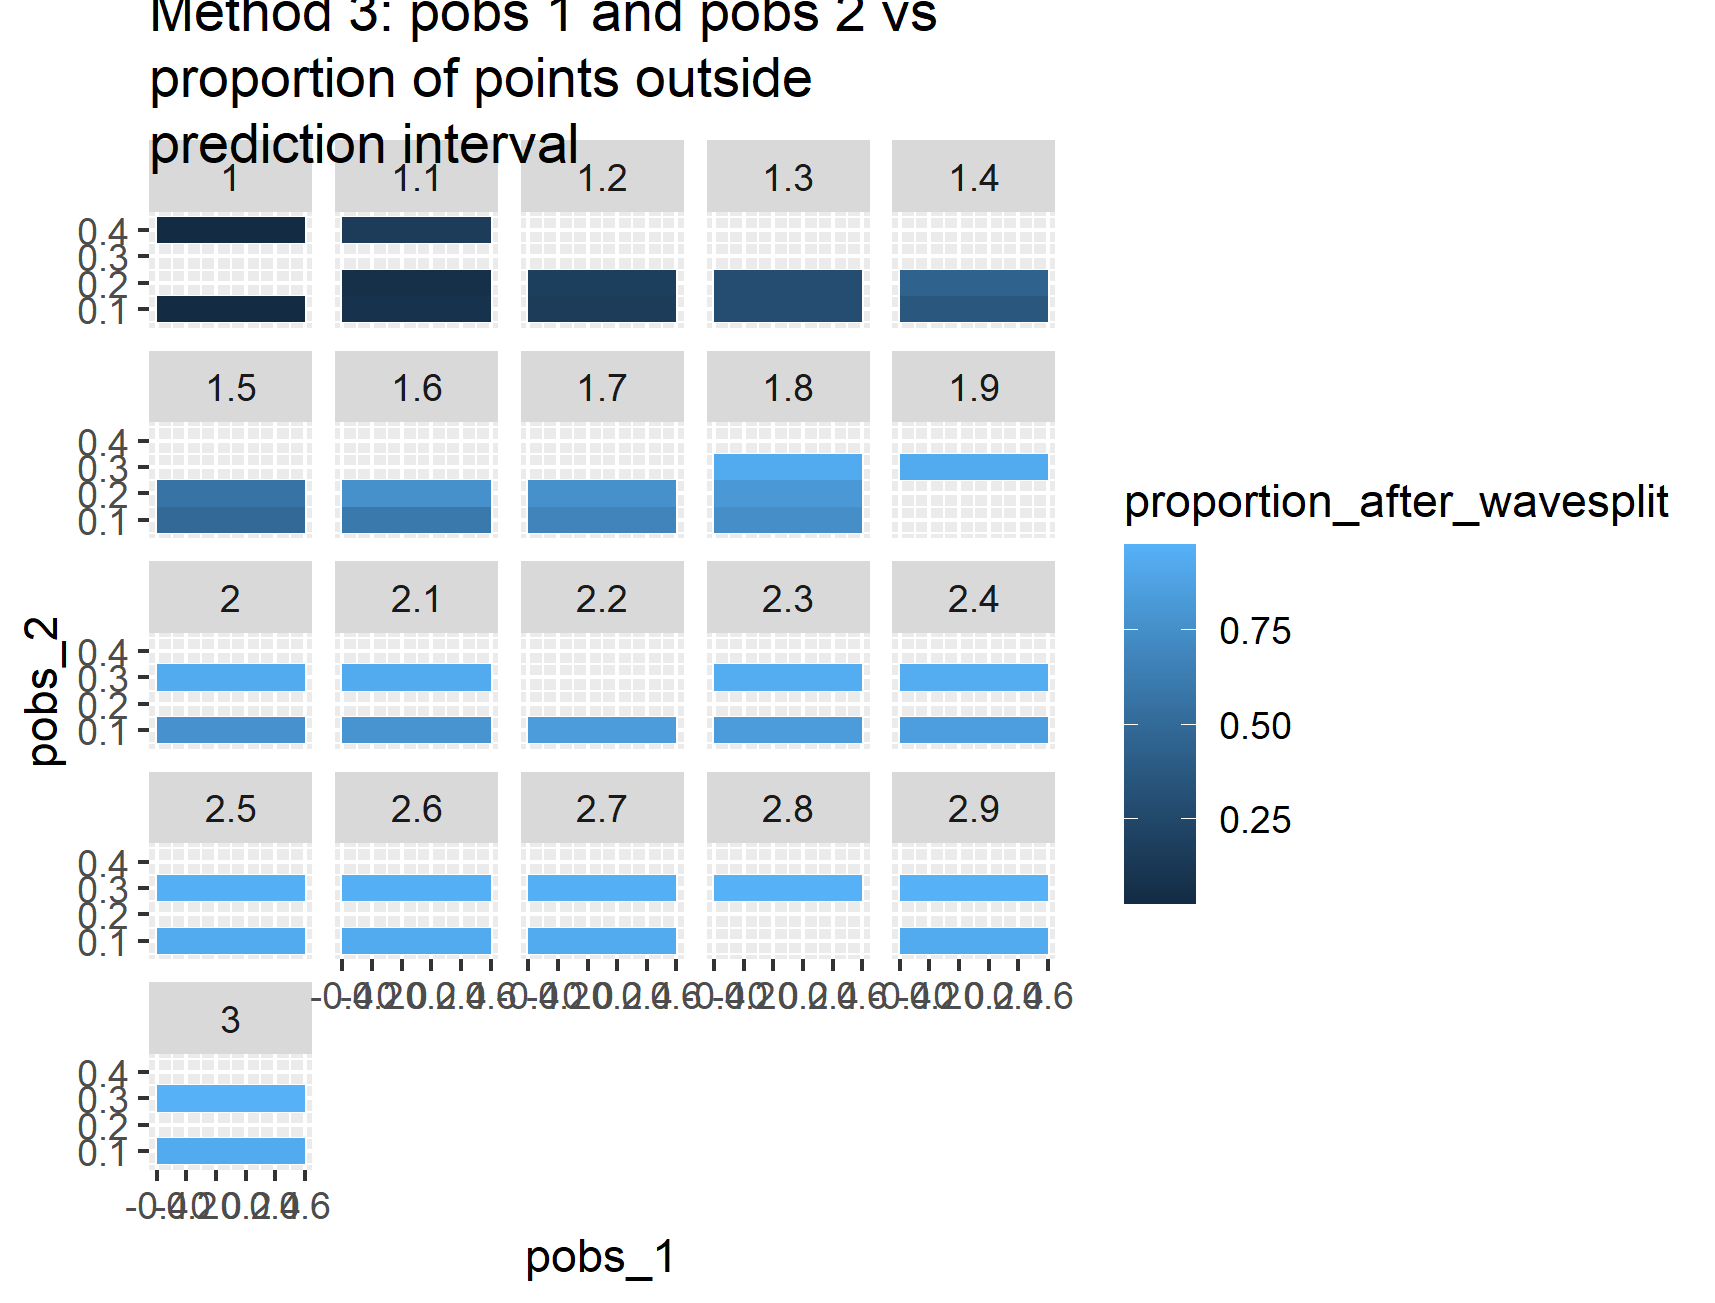 Method 3: pobs 1 and pobs 2 vs
proportion of points outside
prediction interval
1 1.1 1.2 1.3 1.4
0.4
0.3
0.2
0.1
1.5 1.6 1.7 1.8 1.9
0.4
0.3
0.2
0.1
2 2.1 2.2 2.3 2.4
0.4
0.3
0.2
0.1
2.5 2.6 2.7 2.8 2.9
0.4
0.3
0.2
0.1
3
0.4
0.3
0.2
0.1
pobs_2
pobs_1
proportion_after_wavesplit
0.75
0.50
0.25